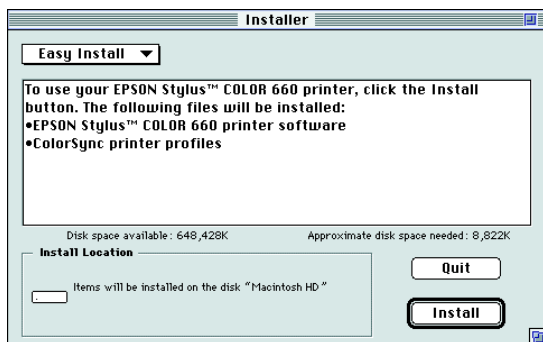 Installer
Easy Install
To use your EPSON Stylus™ COLOR 660 printer, click the Install
button. The following files will be installed:
•EPSON Stylus™ COLOR 660 printer software
•ColorSync printer profiles
Disk space available: 648,428K Approximate disk space needed: 8,822K
Install Location
Items will be installed on the disk "Macintosh HD"
Quit
Install